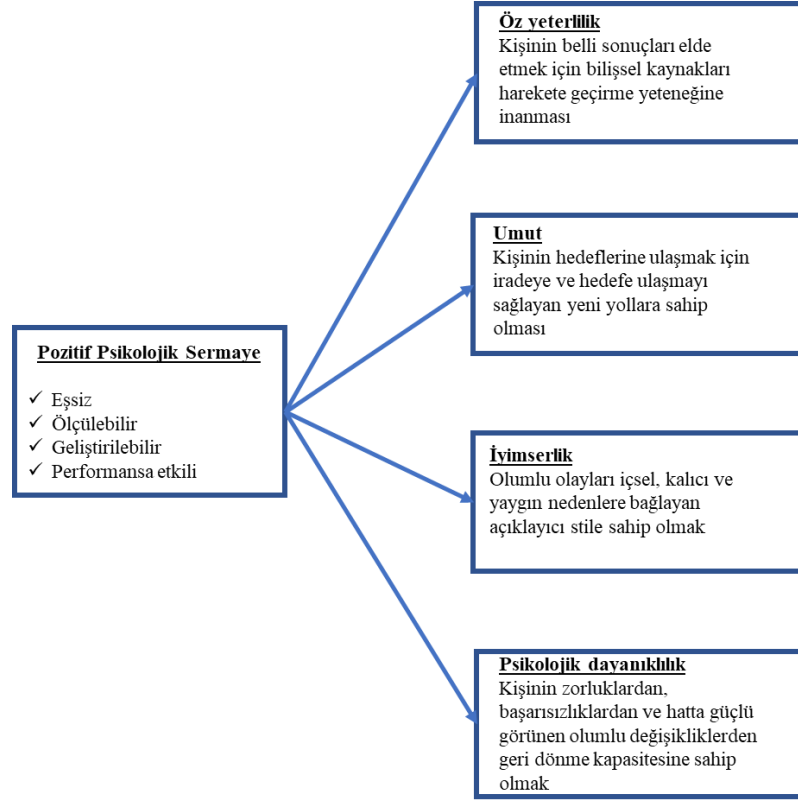 Öz yeterlilik
Kişinin belli sonuçları elde
etmek için bilişsel kaynakları
harekete geçirme yeteneğine
inanması
Umut
Kişinin hedeflerine ulaşmak için
iradeye ve hedefe ulaşmayı
sağlayan yeni yollara sahip
olması
Pozitif Psikolojik Sermaye
✓ Eşsiz
✓ Ölçülebilir
✓ Geliştirilebilir
✓ Performansa etkili
İyimserlik
Olumlu olayları içsel, kalıcı ve
yaygın nedenlere bağlayan
açıklayıcı stile sahip olmak
Psikolojik dayanıklılık
Kişinin zorluklardan,
başarısızlıklardan ve hatta güçlü
görünen olumlu değişikliklerden
geri dönme kapasitesine sahip
olmak